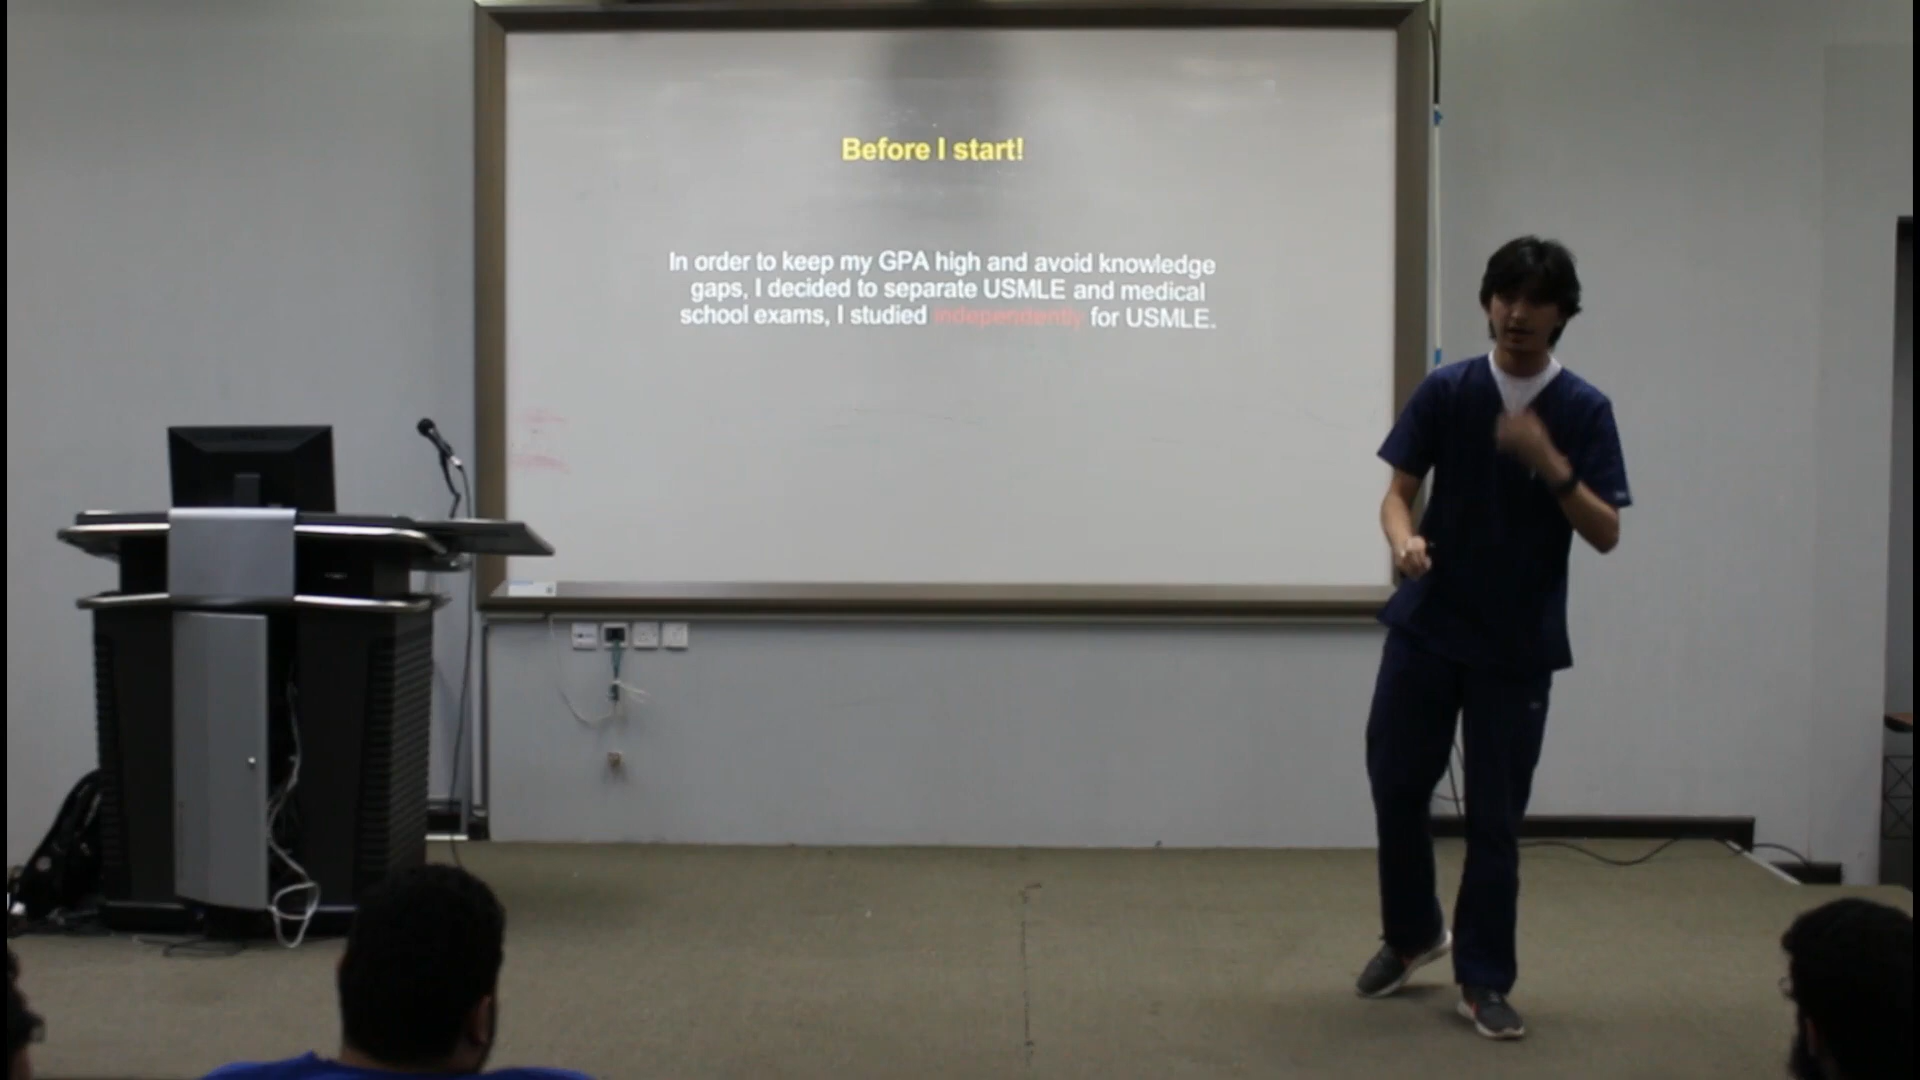 Before I start!
In order to keep my GPA high and avoid knowledge
gaps, I decided to separate USMLE and medical
school exams, I studied independently for USMLE.